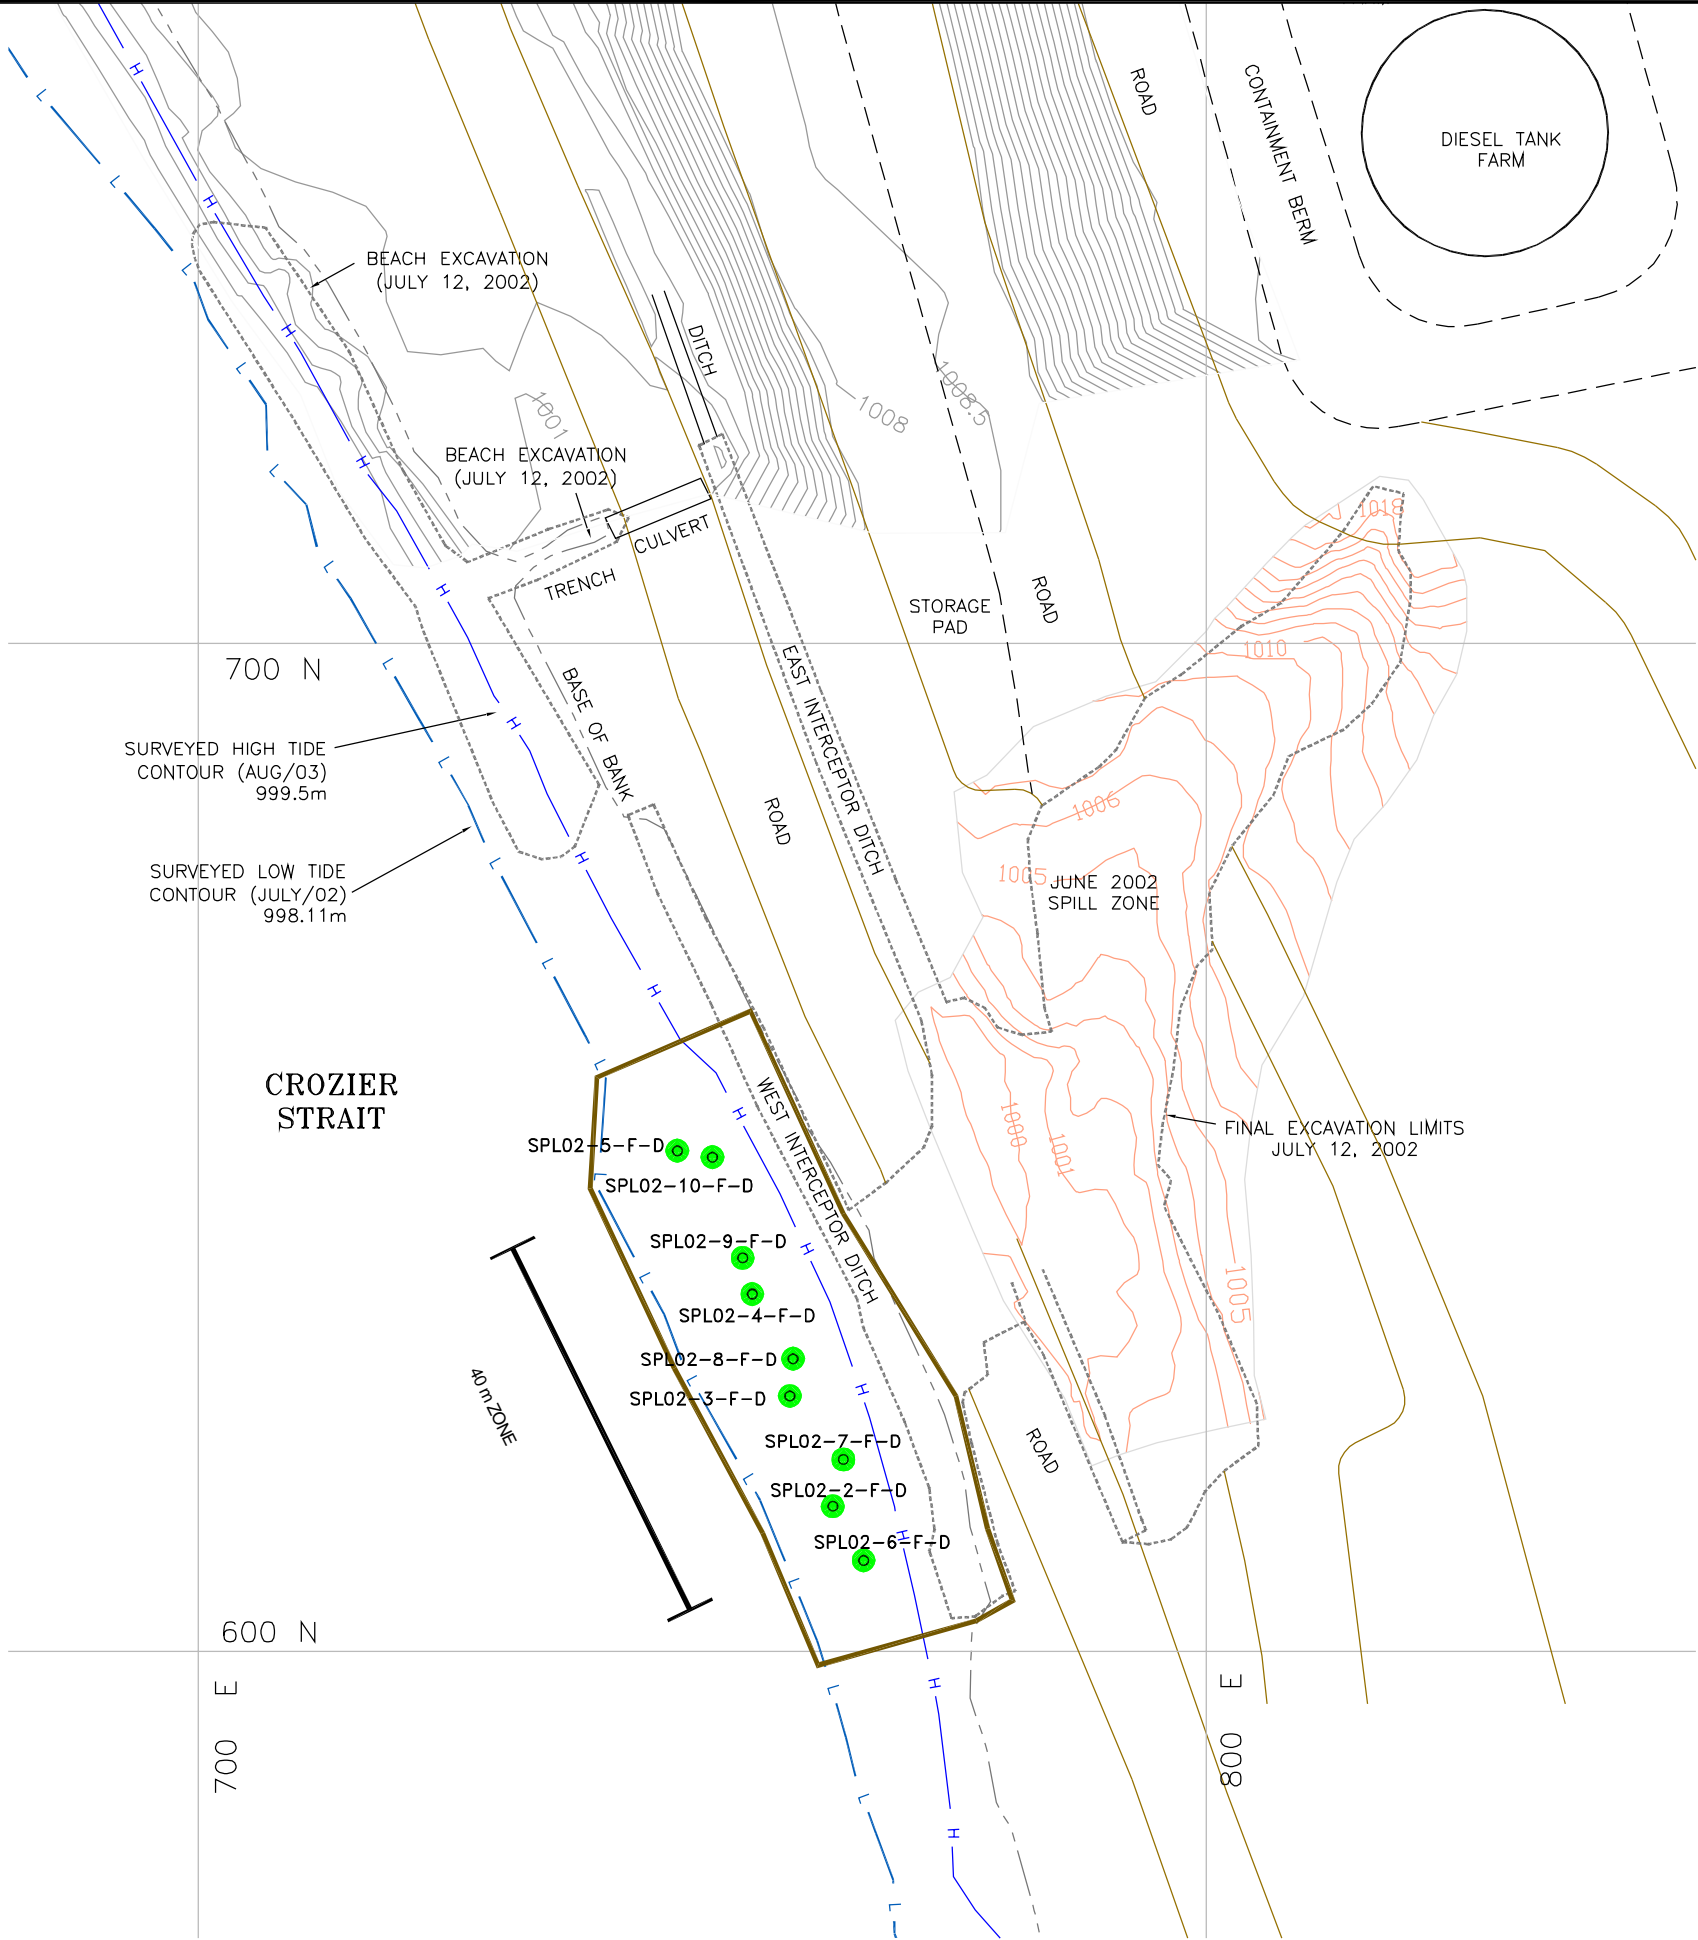 ROAD
CONTAINMENT BERM
DIESEL TANK
FARM
H
L
L
H
BEACH EXCAVATION
(JULY 12, 2002)
L
H
DITCH
L
1001
1008
1008.5
BEACH EXCAVATION
(JULY 12, 2002)
H
L
CULVERT
1018
TRENCH
L
H
STORAGE
PAD
ROAD
1010
700 N
L
EAST INTERCEPTOR DITCH
BASE OF BANK
H
SURVEYED HIGH TIDE
CONTOUR (AUG/03)
999.5m
L
ROAD
1006
SURVEYED LOW TIDE
CONTOUR (JULY/02)
998.11m
L
H
1005
JUNE 2002
SPILL ZONE
L
H
CROZIER
STRAIT
L
H
WEST INTERCEPTOR DITCH
1000
1001
FINAL EXCAVATION LIMITS
JULY 12, 2002
SPL02-5-F-D
L
SPL02-10-F-D
SPL02-9-F-D
H
L
1005
SPL02-4-F-D
SPL02-8-F-D
L
H
SPL02-3-F-D
40 m ZONE
SPL02-7-F-D
ROAD
L
SPL02-2-F-D
H
SPL02-6-F-D
L
600 N
L
H
700 E
800 E
L
H
L